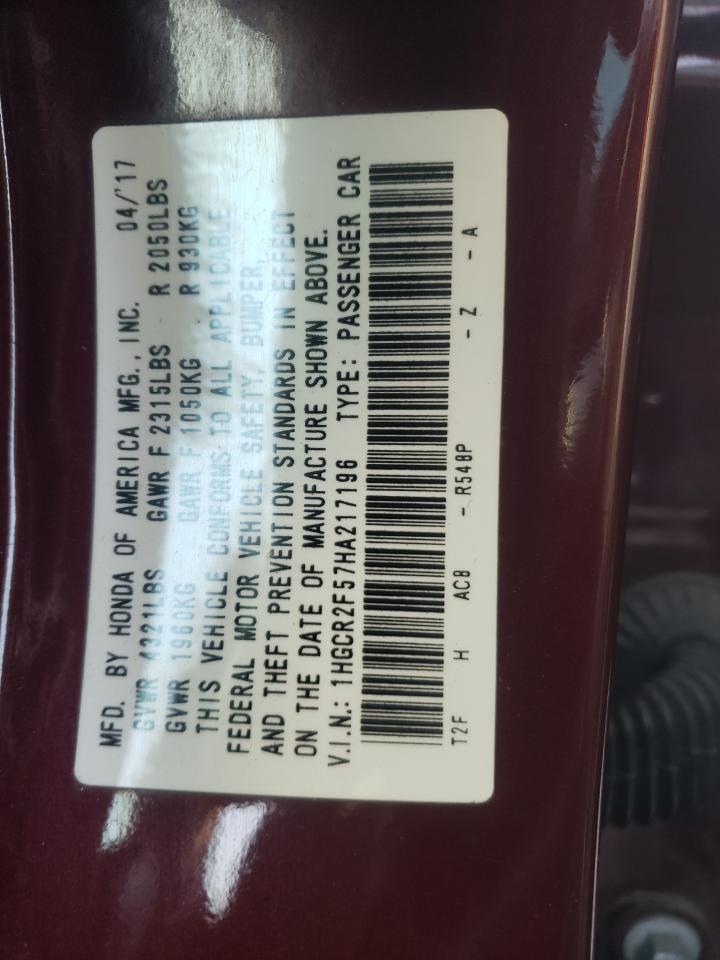 MFD. BY HONDA OF AMERICA MFG., INC. 04/'17
GVWR 4321LBS GAWR F 2315LBS R 2050LBS
GVWR 1960KG GAWR F 1050KG R 930KG
THIS VEHICLE CONFORMS TO ALL APPLICABLE
FEDERAL MOTOR VEHICLE SAFETY, BUMPER,
AND THEFT PREVENTION STANDARDS IN EFFECT
ON THE DATE OF MANUFACTURE SHOWN ABOVE.
V.I.N.: 1HGCR2F57HA217196 TYPE: PASSENGER CAR
T2F H AC8 - R548P - Z - A